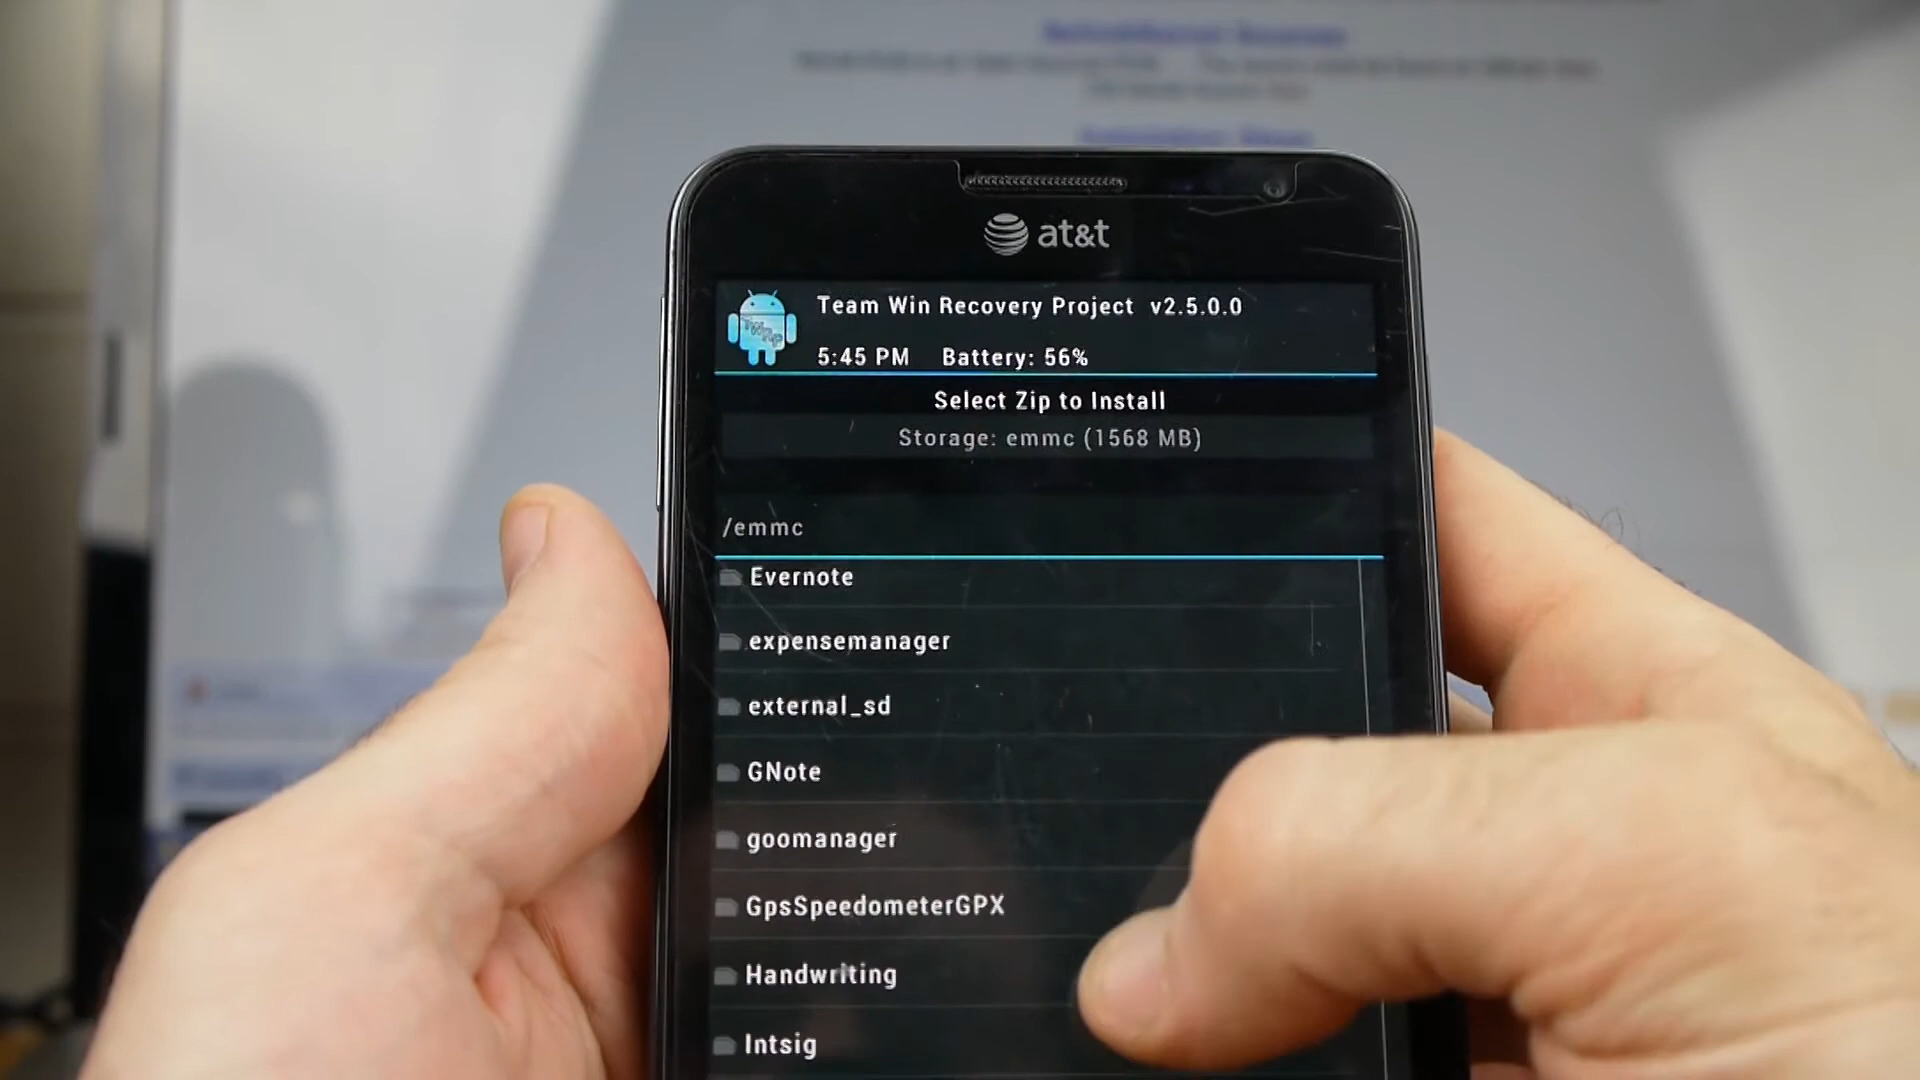 at&t
Team Win Recovery Project v2.5.0.0
5:45 PM Battery: 56%
Select Zip to Install
Storage: emmc (1568 MB)
/emmc
Evernote
expensemanager
external_sd
GNote
goomanager
GpsSpeedometerGPX
Handwriting
Intsig